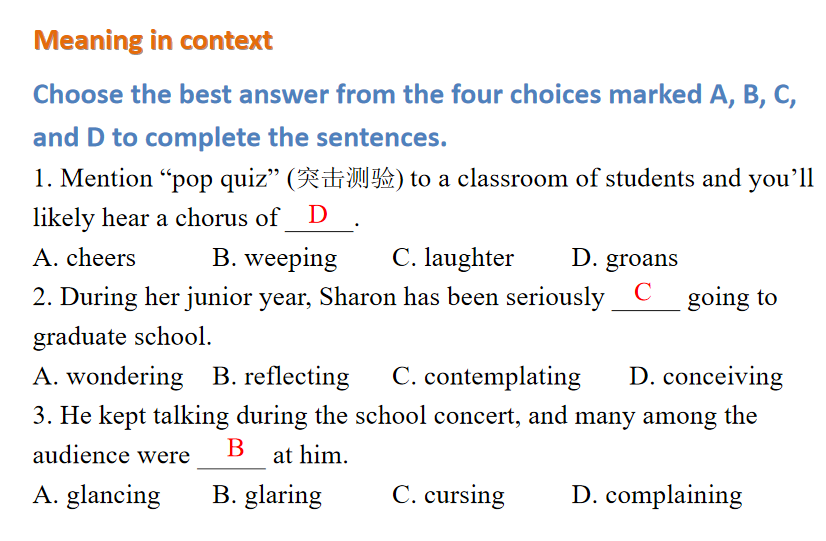 Meaning in context
Choose the best answer from the four choices marked A, B, C,
and D to complete the sentences.
1. Mention “pop quiz” (突击测验) to a classroom of students and you’ll
likely hear a chorus of __D__.
A. cheers B. weeping C. laughter D. groans
2. During her junior year, Sharon has been seriously __C__ going to
graduate school.
A. wondering B. reflecting C. contemplating D. conceiving
3. He kept talking during the school concert, and many among the
audience were __B__ at him.
A. glancing B. glaring C. cursing D. complaining